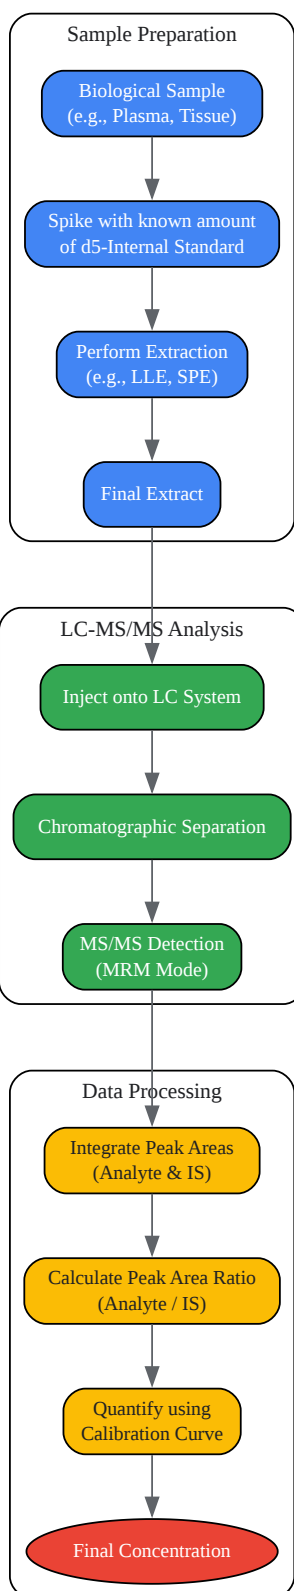 Sample Preparation
Biological Sample
(e.g., Plasma, Tissue)
Spike with known amount
of d5-Internal Standard
Perform Extraction
(e.g., LLE, SPE)
Final Extract
LC-MS/MS Analysis
Inject onto LC System
Chromatographic Separation
MS/MS Detection
(MRM Mode)
Data Processing
Integrate Peak Areas
(Analyte & IS)
Calculate Peak Area Ratio
(Analyte / IS)
Quantify using
Calibration Curve
Final Concentration